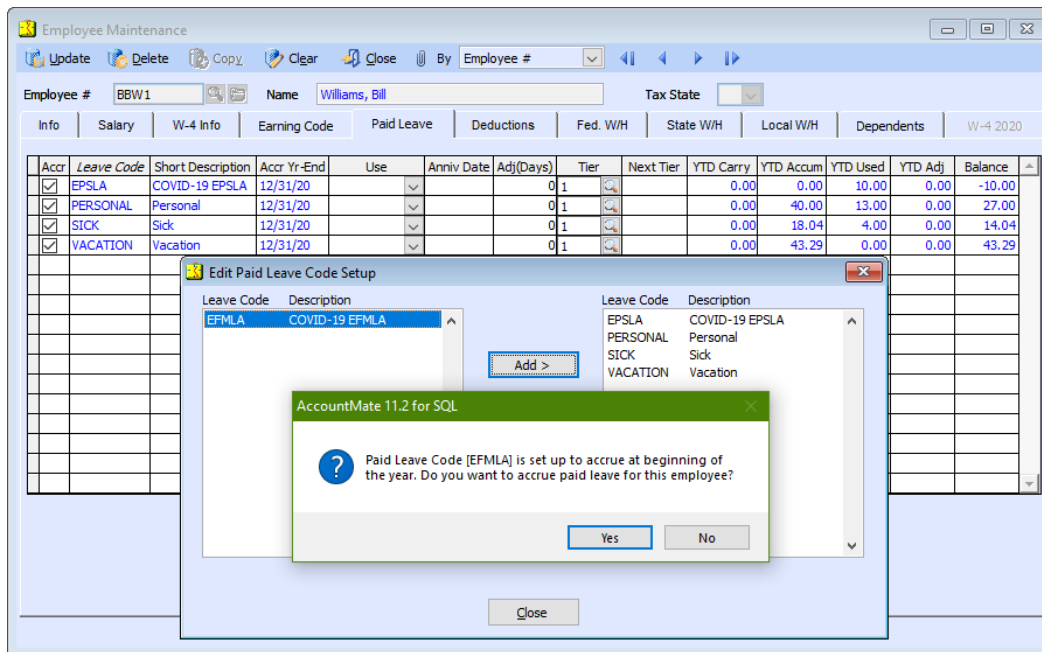 Employee Maintenance
Update Delete Copy Clear Close By Employee #
Employee # BBW1 Name Williams, Bill Tax State
Info Salary W-4 Info Earning Code Paid Leave Deductions Fed. W/H State W/H Local W/H Dependents W-4 2020
Accr Leave Code Short Description Accr Yr-End Use Anniv Date Adj(Days) Tier Next Tier YTD Carry YTD Accum YTD Used YTD Adj Balance
EPSLA COVID-19 EPSLA 12/31/20 0 1 0.00 0.00 10.00 0.00 -10.00
PERSONAL Personal 12/31/20 0 1 0.00 40.00 13.00 0.00 27.00
SICK Sick 12/31/20 0 1 0.00 18.04 4.00 0.00 14.04
VACATION Vacation 12/31/20 0 1 0.00 43.29 0.00 0.00 43.29
Edit Paid Leave Code Setup
Leave Code Description Leave Code Description
EFMLA COVID-19 EFMLA EPSLA COVID-19 EPSLA
PERSONAL Personal
SICK Sick
Add >
VACATION Vacation
AccountMate 11.2 for SQL
Paid Leave Code [EFMLA] is set up to accrue at beginning of
the year. Do you want to accrue paid leave for this employee?
Yes No
Close